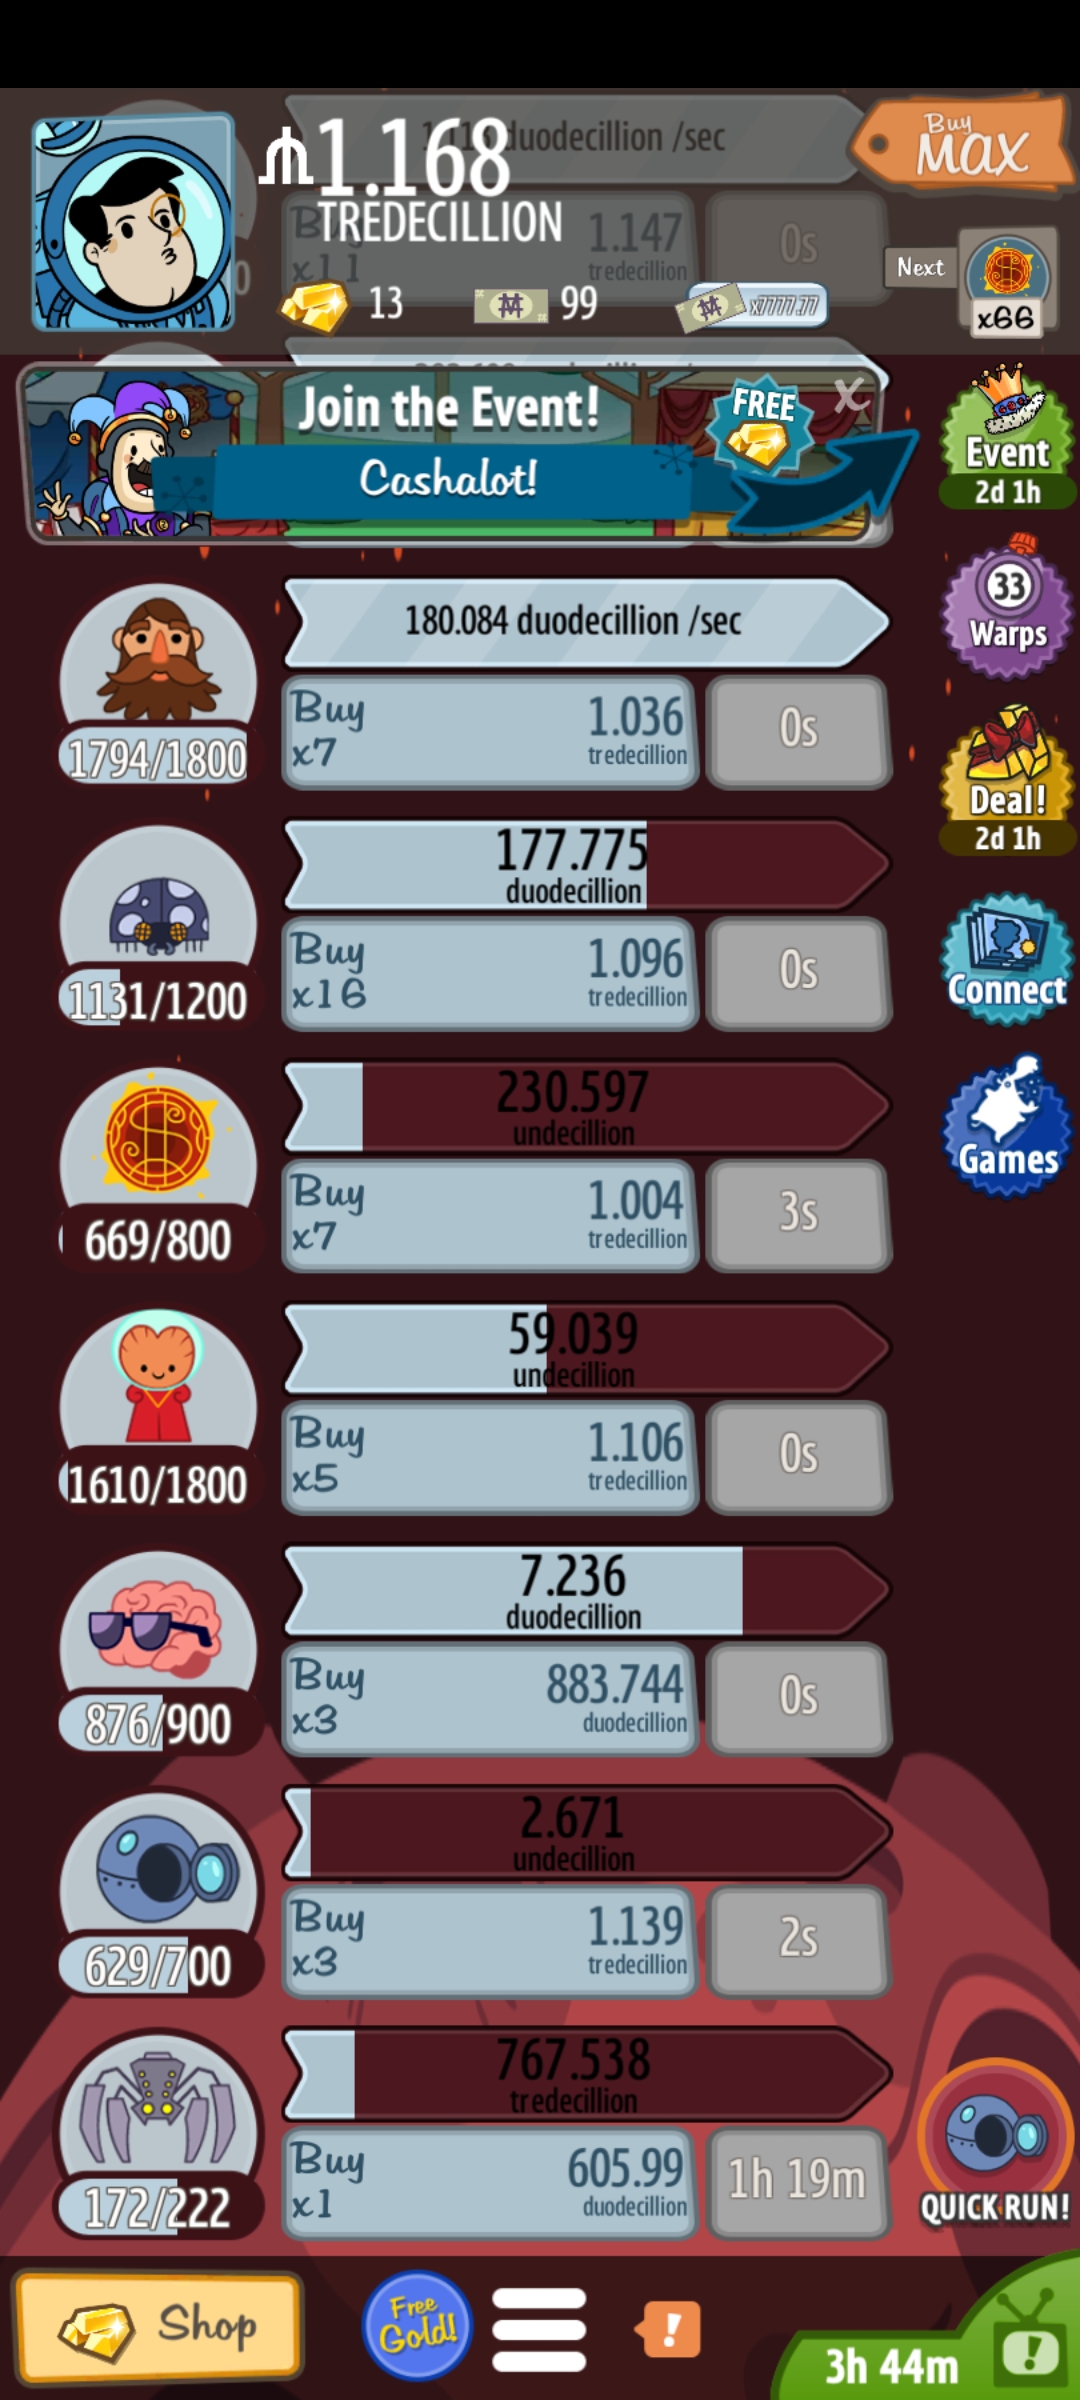 1.113 duodecillion /sec
1.168
TREDECILLION
Buy
MAX
Buy
x11
1.147
tredecillion
0s
13
99
x7777.77
Next
x66
Join the Event!
FREE
X
Cashalot!
Event
2d 1h
180.084 duodecillion /sec
1794/1800
Buy
x7
1.036
tredecillion
0s
33
Warps
Deal!
2d 1h
177.775
duodecillion
1131/1200
Buy
x16
1.096
tredecillion
0s
Connect
230.597
undecillion
669/800
Buy
x7
1.004
tredecillion
3s
Games
59.039
undecillion
1610/1800
Buy
x5
1.106
tredecillion
0s
7.236
duodecillion
876/900
Buy
x3
883.744
duodecillion
0s
2.671
undecillion
629/700
Buy
x3
1.139
tredecillion
2s
767.538
tredecillion
172/222
Buy
x1
605.99
duodecillion
1h 19m
QUICK RUN!
Shop
Free
Gold!
!
3h 44m
!